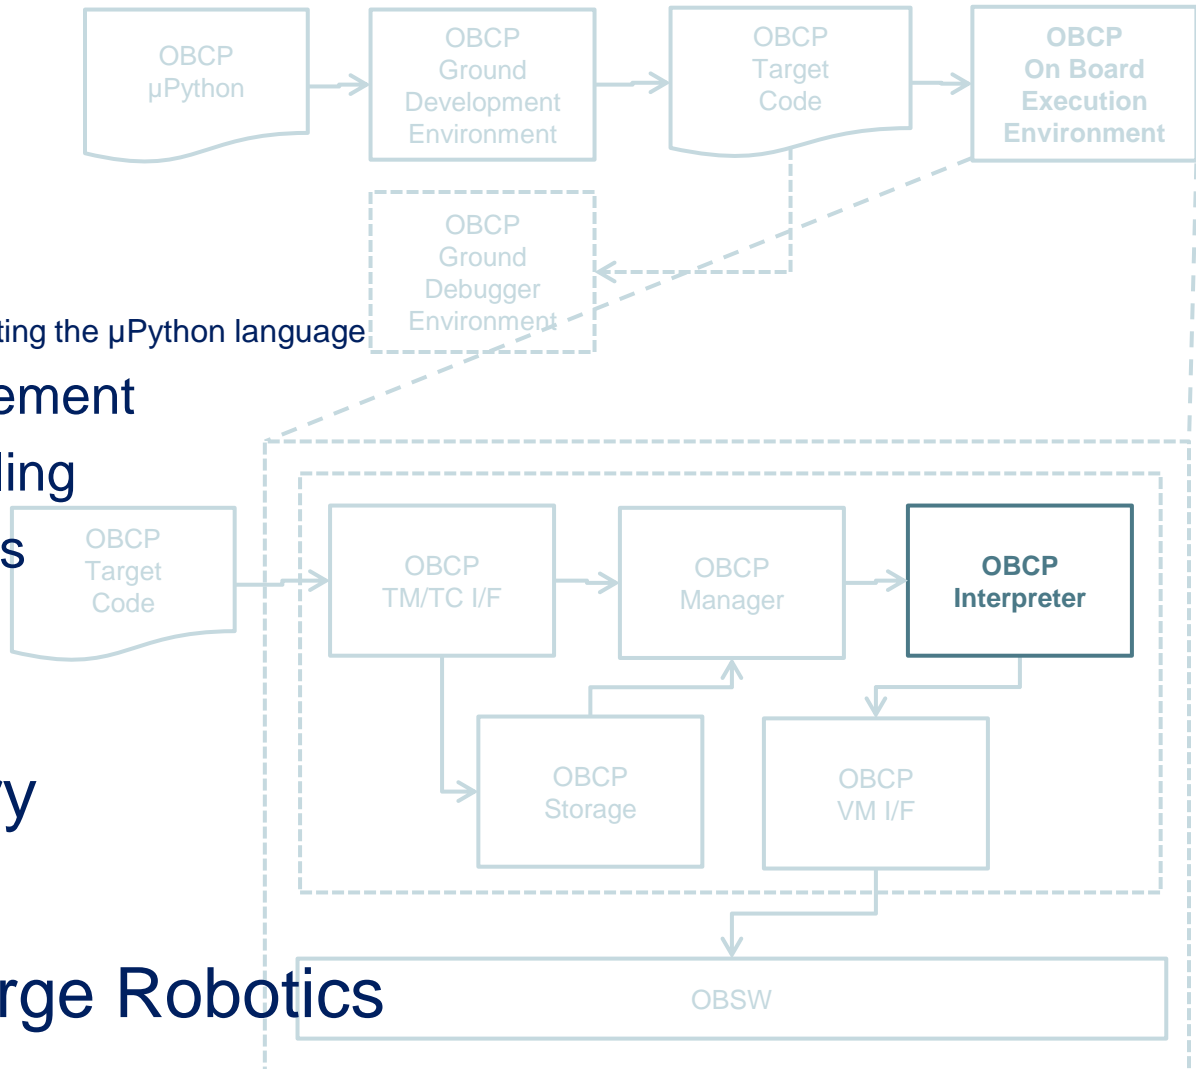 OBCP
µPython
OBCP
Ground
Development
Environment
OBCP
Target
Code
OBCP
On Board
Execution
Environment
OBCP
Ground
Debugger
Environment
ting the µPython language
ement
ling
s
OBCP
Target
Code
OBCP
TM/TC I/F
OBCP
Manager
OBCP
Interpreter
OBCP
Storage
OBCP
VM I/F
ry
rge Robotics
OBSW